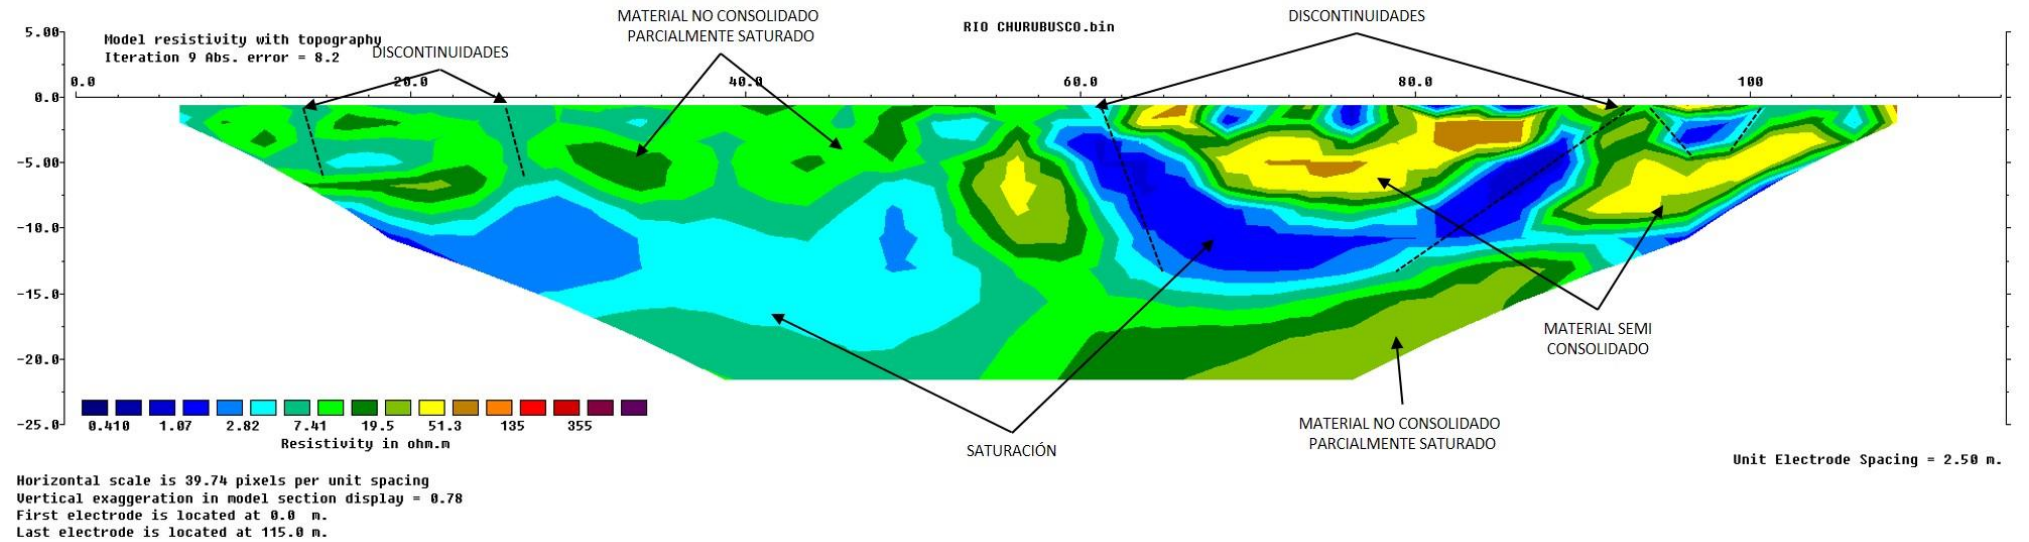 MATERIAL NO CONSOLIDADO
PARCIALMENTE SATURADO
DISCONTINUIDADES
RIO CHURUBUSCO.bin
Model resistivity with topography
Iteration 9 Abs. error = 8.2
DISCONTINUIDADES
5.00
0.0
-5.00
-10.0
-15.0
-20.0
-25.0
0.0 20.0 40.0 60.0 80.0 100
MATERIAL SEMI
CONSOLIDADO
MATERIAL NO CONSOLIDADO
PARCIALMENTE SATURADO
SATURACIÓN
0.410 1.07 2.82 7.41 19.5 51.3 135 355
Resistivity in ohm.m
Unit Electrode Spacing = 2.50 m.
Horizontal scale is 39.74 pixels per unit spacing
Vertical exaggeration in model section display = 0.78
First electrode is located at 0.0 m.
Last electrode is located at 115.0 m.